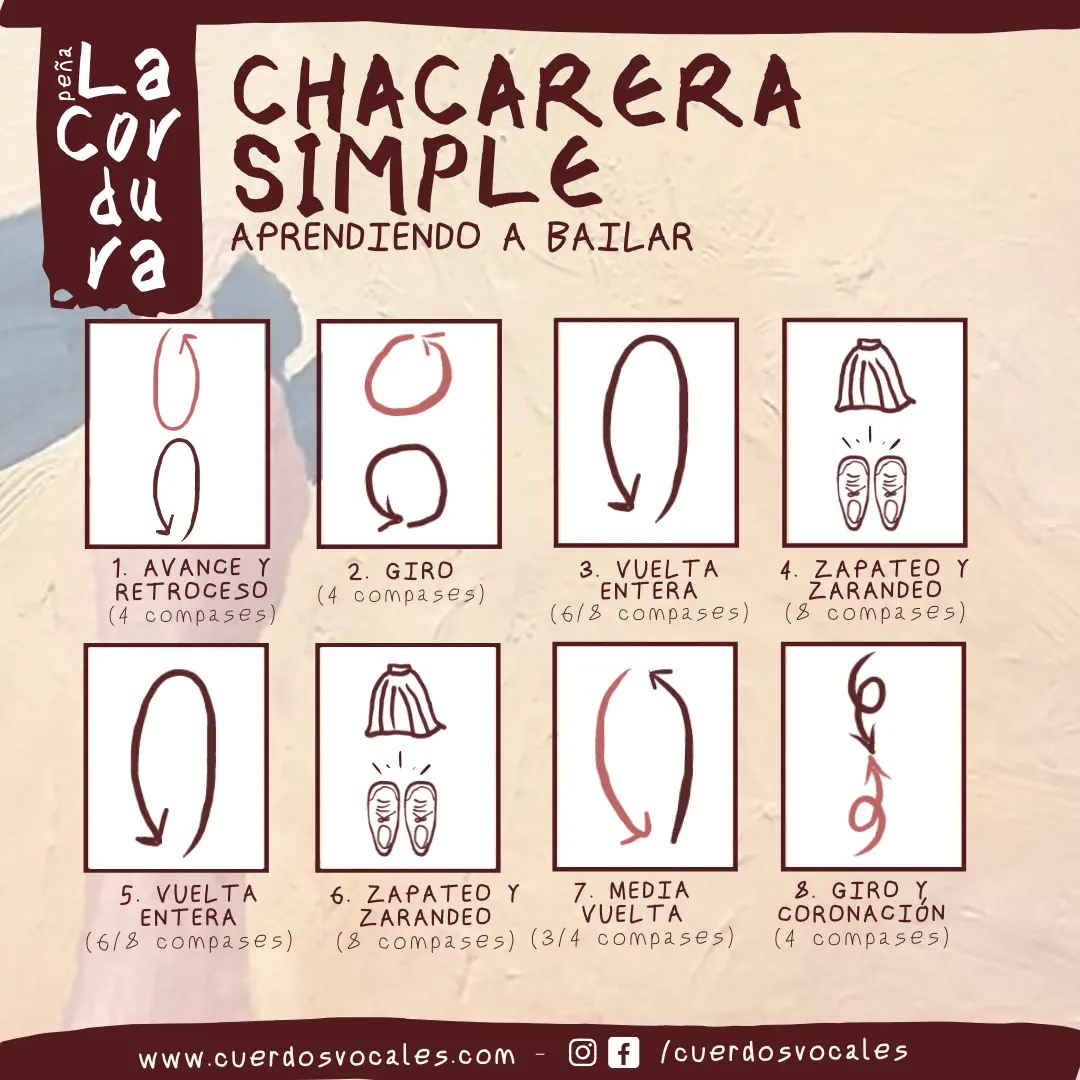 peña
La
Cor
du
ra
CHACARERA
SIMPLE
APRENDIENDO A BAILAR
1. AVANCE Y
RETROCESO
(4 compases)
2. GIRO
(4 compases)
3. VUELTA
ENTERA
(6/8 compases)
4. ZAPATEO Y
ZARANDEO
(8 compases)
5. VUELTA
ENTERA
(6/8 compases)
6. ZAPATEO Y
ZARANDEO
(8 compases)
7. MEDIA
VUELTA
(3/4 compases)
8. GIRO Y
CORONACIÓN
(4 compases)
www.cuerdosvocales.com - /cuerdosvocales